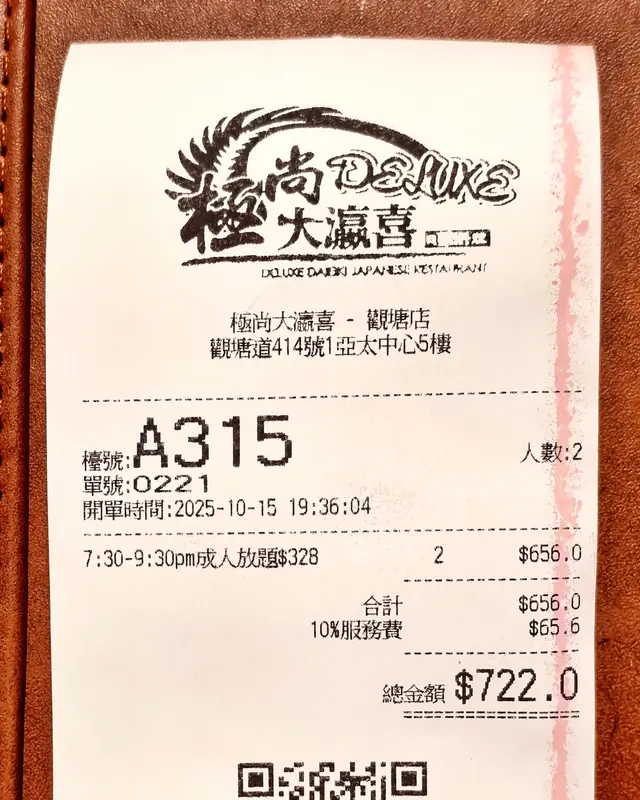 極尚 DELUXE
大瀛喜
DELUXE DAIEIKI JAPANESE RESTAURANT
極尚大瀛喜 - 觀塘店
觀塘道414號1亞太中心5樓
檯號:A315 人數:2
單號:0221
開單時間:2025-10-15 19:36:04
7:30-9:30pm成人放題$328 2 $656.0
合計 $656.0
10%服務費 $65.6
總金額 $722.0